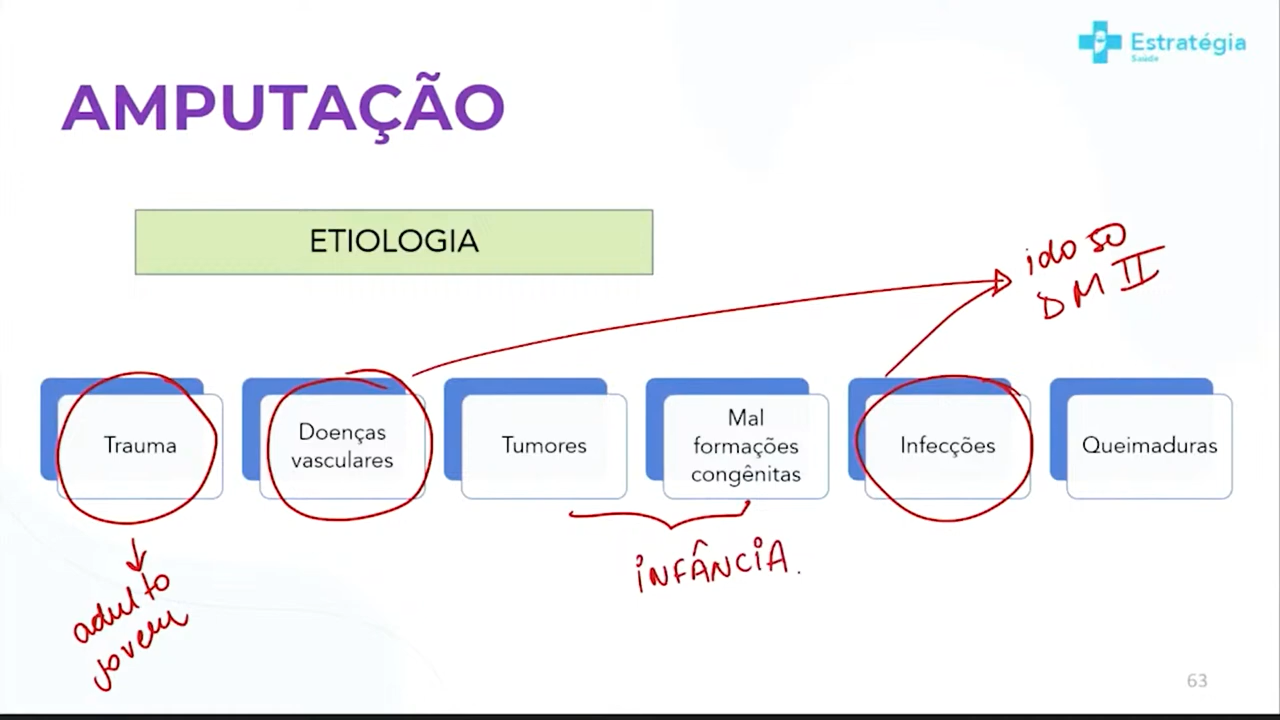 Estratégia
Saúde
AMPUTAÇÃO
ETIOLOGIA
idoso
DM II
Trauma
Doenças
vasculares
Tumores
Mal
formações
congênitas
Infecções
Queimaduras
INFÂNCIA.
adulto
jovem
63